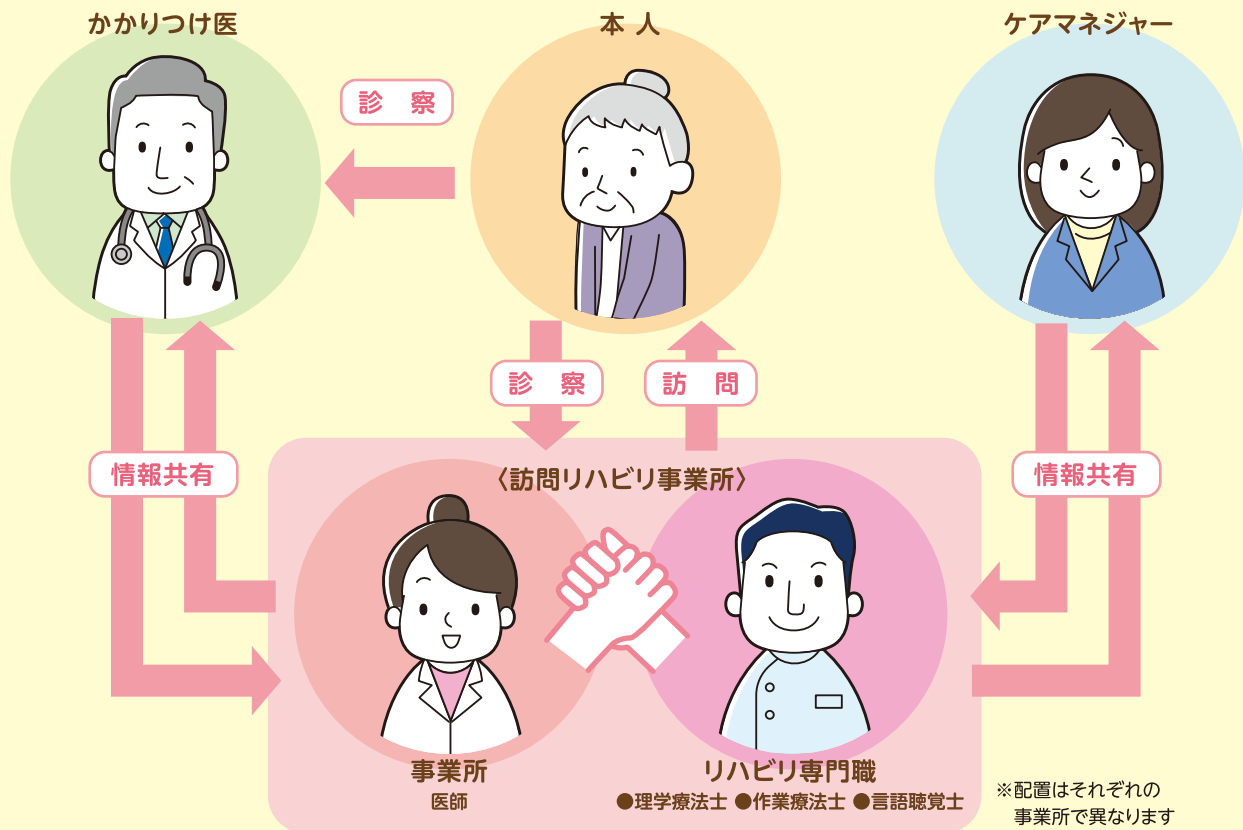 かかりつけ医
本 人
ケアマネジャー
診 察
診 察
訪 問
情報共有
情報共有
〈訪問リハビリ事業所〉
事業所
医師
リハビリ専門職
●理学療法士 ●作業療法士 ●言語聴覚士
※配置はそれぞれの
事業所で異なります